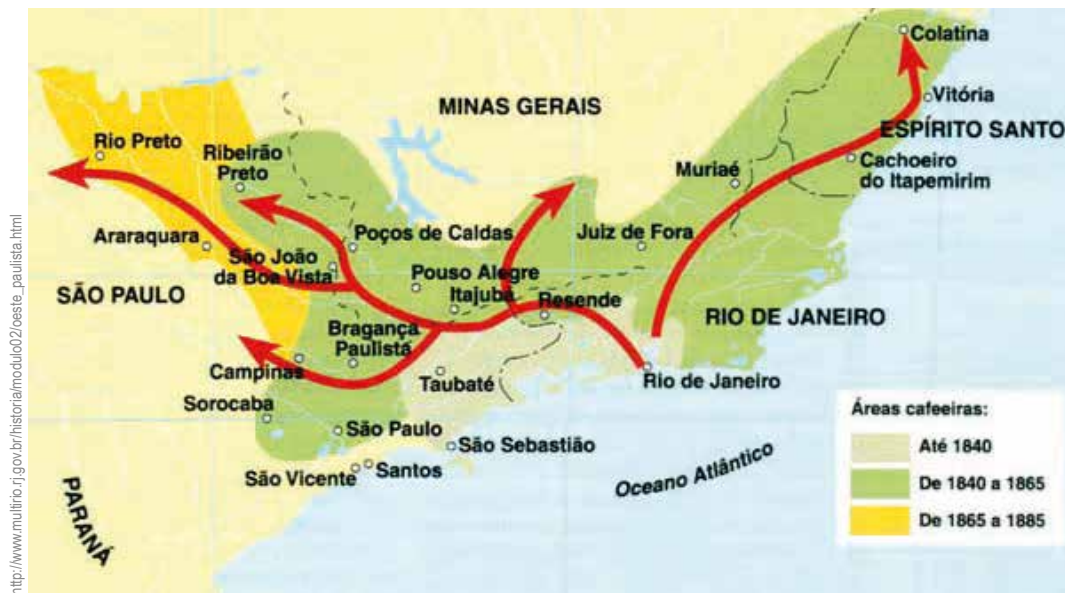 http://www.multirio.rj.gov.br/historia/modulo02/oeste_paulista.html
Colatina
MINAS GERAIS
Vitória
ESPÍRITO SANTO
Rio Preto
Ribeirão
Preto
Muriaé
Cachoeiro
do Itapemirim
Araraquara
Poços de Caldas
Juiz de Fora
São João
da Boa Vista
Pouso Alegre
Itajubá
SÃO PAULO
Resende
RIO DE JANEIRO
Bragança
Paulista
Campinas
Taubaté
Rio de Janeiro
Sorocaba
São Paulo
São Sebastião
São Vicente
Santos
Oceano Atlântico
PARANÁ
Áreas cafeeiras:
Até 1840
De 1840 a 1865
De 1865 a 1885